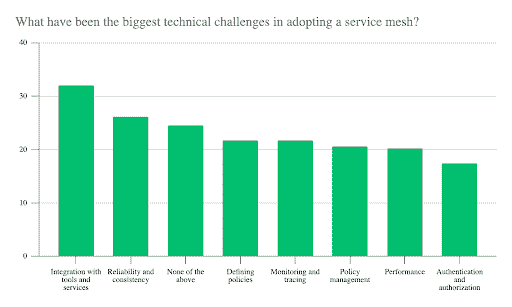 What have been the biggest technical challenges in adopting a service mesh?
40
30
20
10
0
Integration with
tools and
services
Reliability and
consistency
None of the
above
Defining
policies
Monitoring and
tracing
Policy
management
Performance
Authentication
and
authorization